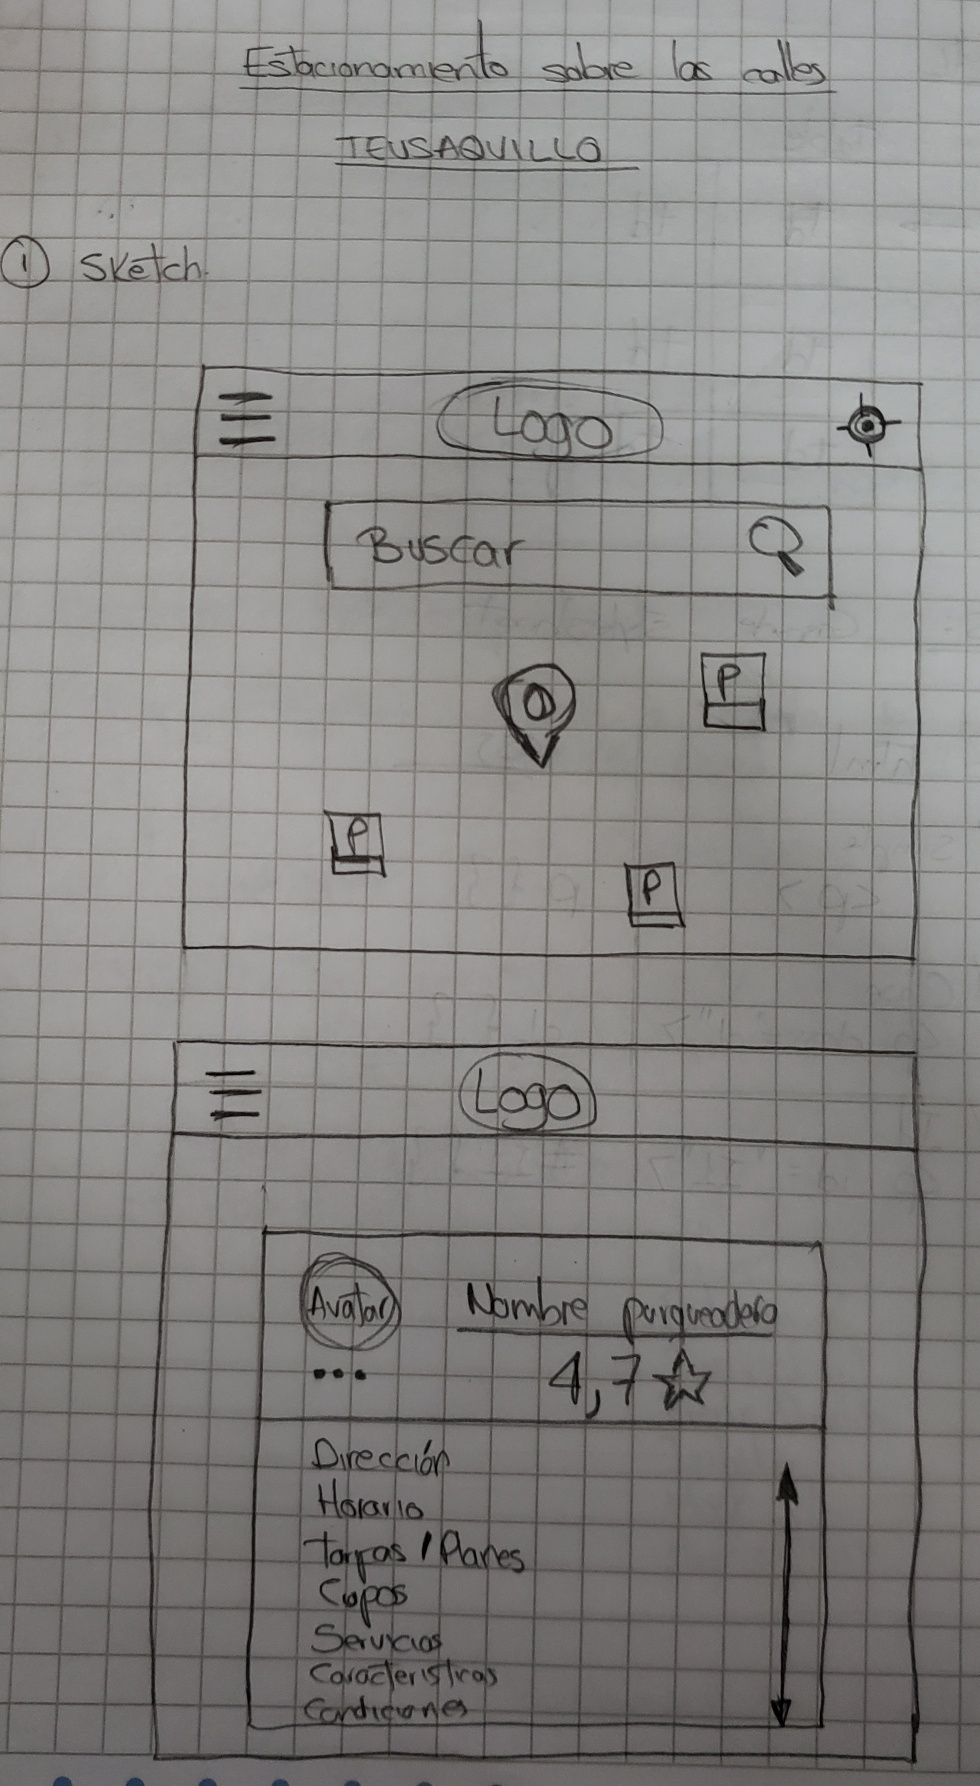 Estacionamiento sobre las calles
TEUSAQUILLO
① Sketch.
Logo
Buscar
P
P
P
Logo
Avatar Nombre parqueadero
... 4,7 ☆
Dirección
Horario
Tarifas / Planes
Cupos
Servicios
Características
Condiciones